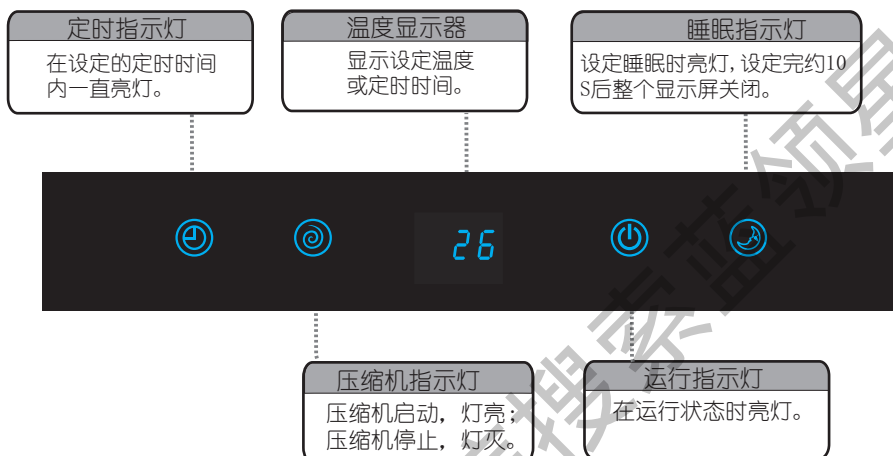 定时指示灯
在设定的定时时间
内一直亮灯。
温度显示器
显示设定温度
或定时时间。
睡眠指示灯
设定睡眠时亮灯,设定完约10
S后整个显示屏关闭。
26
压缩机指示灯
压缩机启动，灯亮；
压缩机停止，灯灭。
运行指示灯
在运行状态时亮灯。
搜索蓝领星